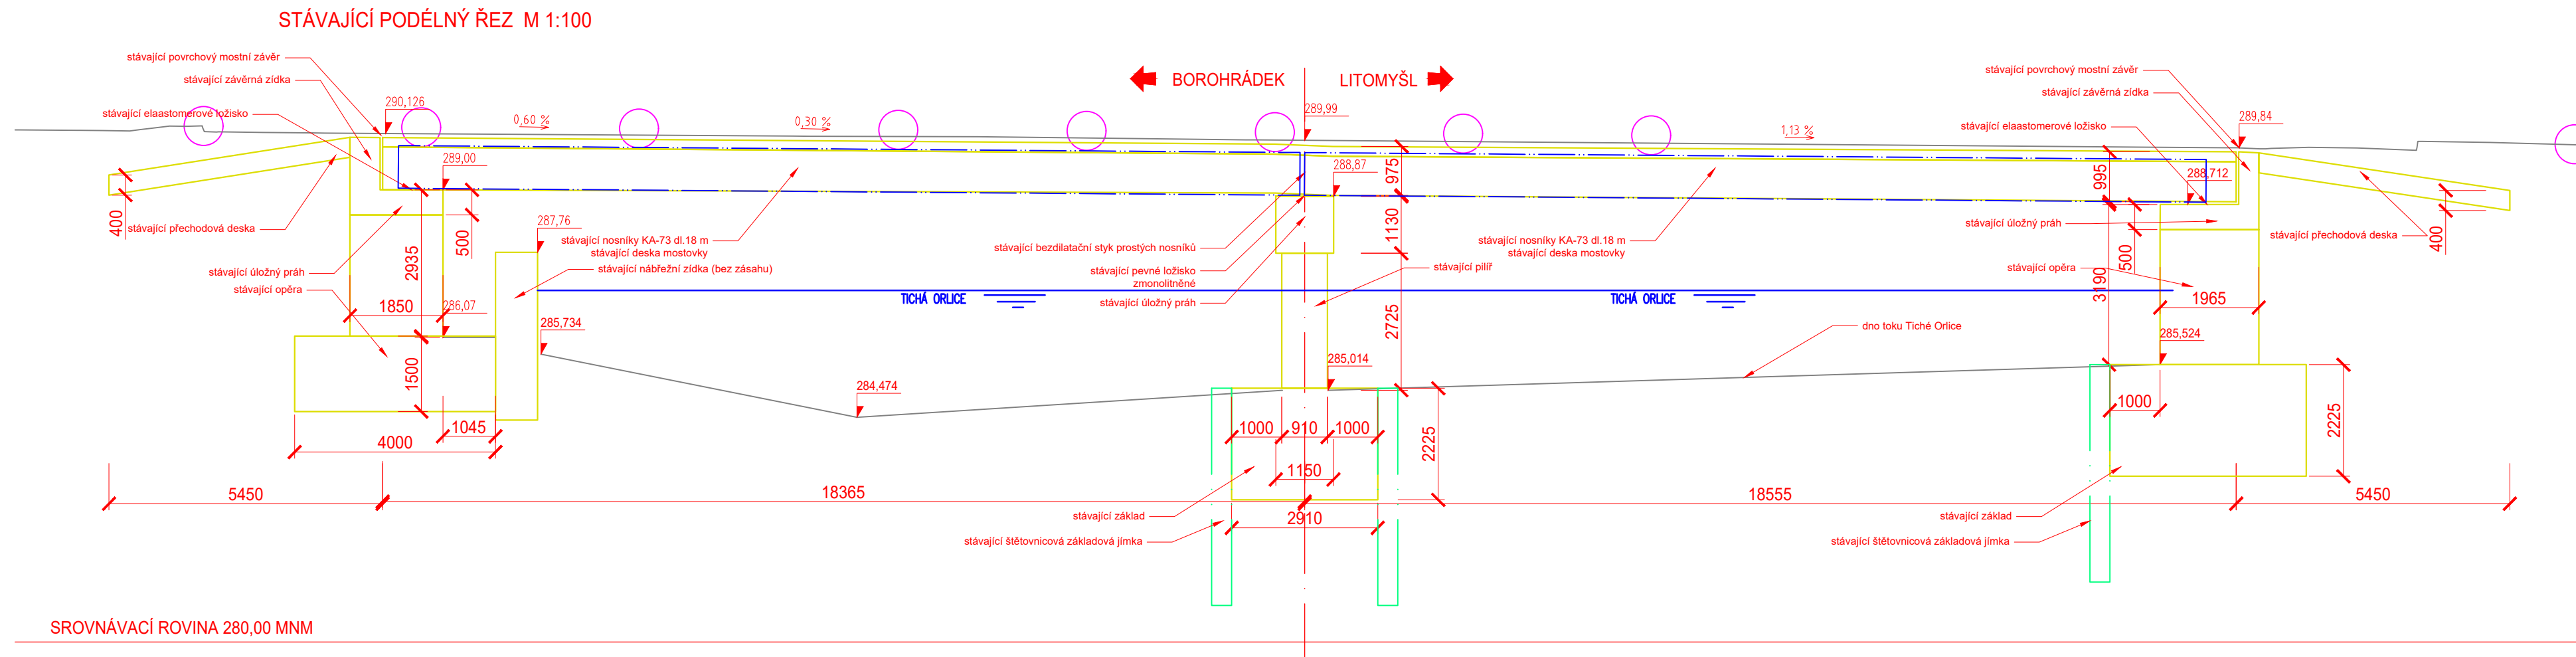 STÁVAJÍCÍ PODÉLNÝ ŘEZ M 1:100
stávající povrchový mostní závěr
stávající závěrná zídka
stávající elaastomerové ložisko
290,126
0,60 %
0,30 %
BOROHRÁDEK
LITOMYŠL
289,99
1,13 %
stávající povrchový mostní závěr
stávající závěrná zídka
stávající elaastomerové ložisko
289,84
289,00
288,87
975
995
288,712
400
stávající přechodová deska
500
287,76
stávající nosníky KA-73 dl.18 m
stávající deska mostovky
stávající nábřežní zídka (bez zásahu)
stávající bezdilatační styk prostých nosníků
stávající pevné ložisko
zmonolitněné
stávající úložný práh
1130
stávající nosníky KA-73 dl.18 m
stávající deska mostovky
stávající pilíř
stávající úložný práh
stávající přechodová deska
400
500
stávající opěra
stávající úložný práh
stávající opěra
2935
1850
286,07
TICHÁ ORLICE
TICHÁ ORLICE
3190
1965
285,734
2725
dno toku Tiché Orlice
285,524
1500
285,014
284,474
1045
4000
1000
910
1000
2225
1150
1000
2225
5450
18365
18555
5450
stávající základ
2910
stávající štětovnicová základová jímka
stávající základ
stávající štětovnicová základová jímka
SROVNÁVACÍ ROVINA 280,00 MNM